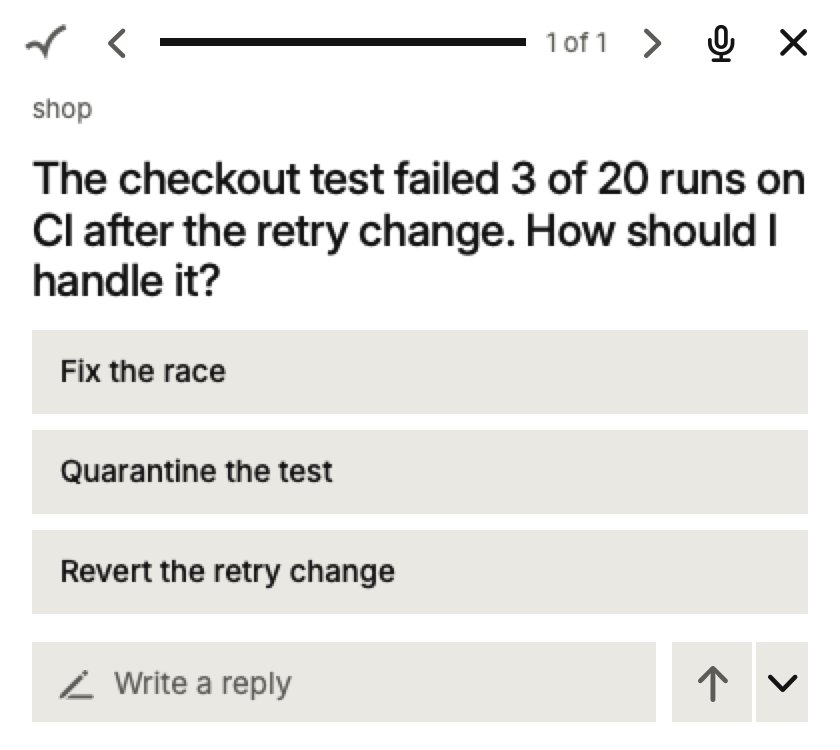 1 of 1
shop
The checkout test failed 3 of 20 runs on
CI after the retry change. How should I
handle it?
Fix the race
Quarantine the test
Revert the retry change
Write a reply